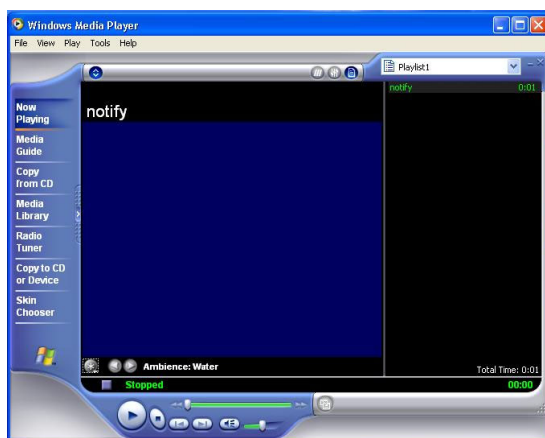 Windows Media Player
File View Play Tools Help
Playlist1
notify 0:01
Now
Playing
notify
Media
Guide
Copy
from CD
Media
Library
Radio
Tuner
Copy to CD
or Device
Skin
Chooser
Ambience: Water
Total Time: 0:01
Stopped
00:00